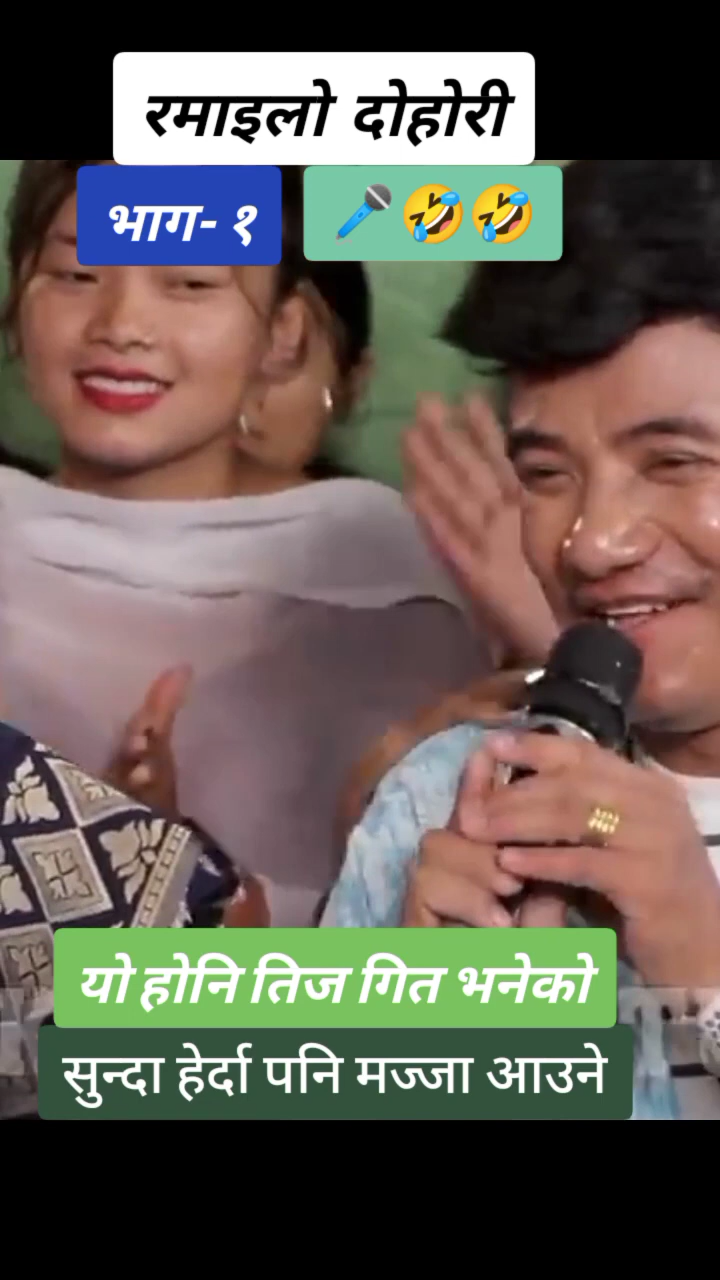 रमाइलो दोहोरी
भाग- १ 🎤🤣🤣
यो होनि तिज गित भनेको
सुन्दा हेर्दा पनि मज्जा आउने